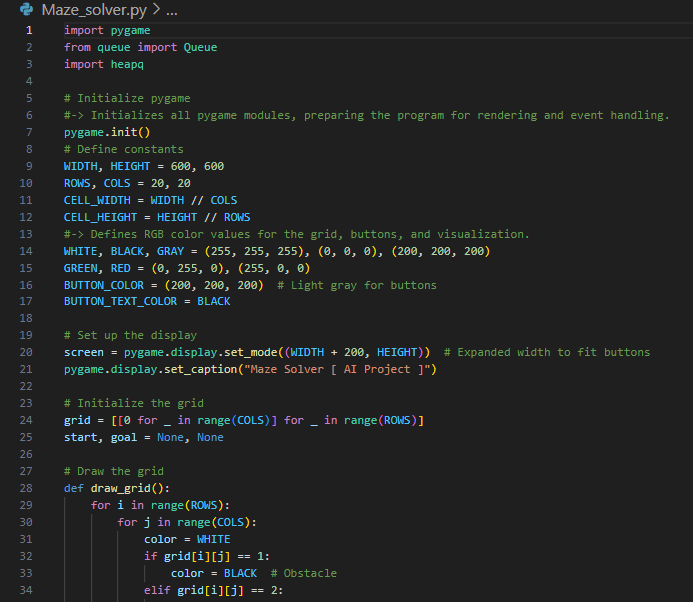 Maze_solver.py > ...
1 import pygame
2 from queue import Queue
3 import heapq
4
5 # Initialize pygame
6 #-> Initializes all pygame modules, preparing the program for rendering and event handling.
7 pygame.init()
8 # Define constants
9 WIDTH, HEIGHT = 600, 600
10 ROWS, COLS = 20, 20
11 CELL_WIDTH = WIDTH // COLS
12 CELL_HEIGHT = HEIGHT // ROWS
13 #-> Defines RGB color values for the grid, buttons, and visualization.
14 WHITE, BLACK, GRAY = (255, 255, 255), (0, 0, 0), (200, 200, 200)
15 GREEN, RED = (0, 255, 0), (255, 0, 0)
16 BUTTON_COLOR = (200, 200, 200)  # Light gray for buttons
17 BUTTON_TEXT_COLOR = BLACK
18
19 # Set up the display
20 screen = pygame.display.set_mode((WIDTH + 200, HEIGHT))  # Expanded width to fit buttons
21 pygame.display.set_caption("Maze Solver [ AI Project ]")
22
23 # Initialize the grid
24 grid = [[0 for _ in range(COLS)] for _ in range(ROWS)]
25 start, goal = None, None
26
27 # Draw the grid
28 def draw_grid():
29     for i in range(ROWS):
30         for j in range(COLS):
31             color = WHITE
32             if grid[i][j] == 1:
33                 color = BLACK  # Obstacle
34             elif grid[i][j] == 2: